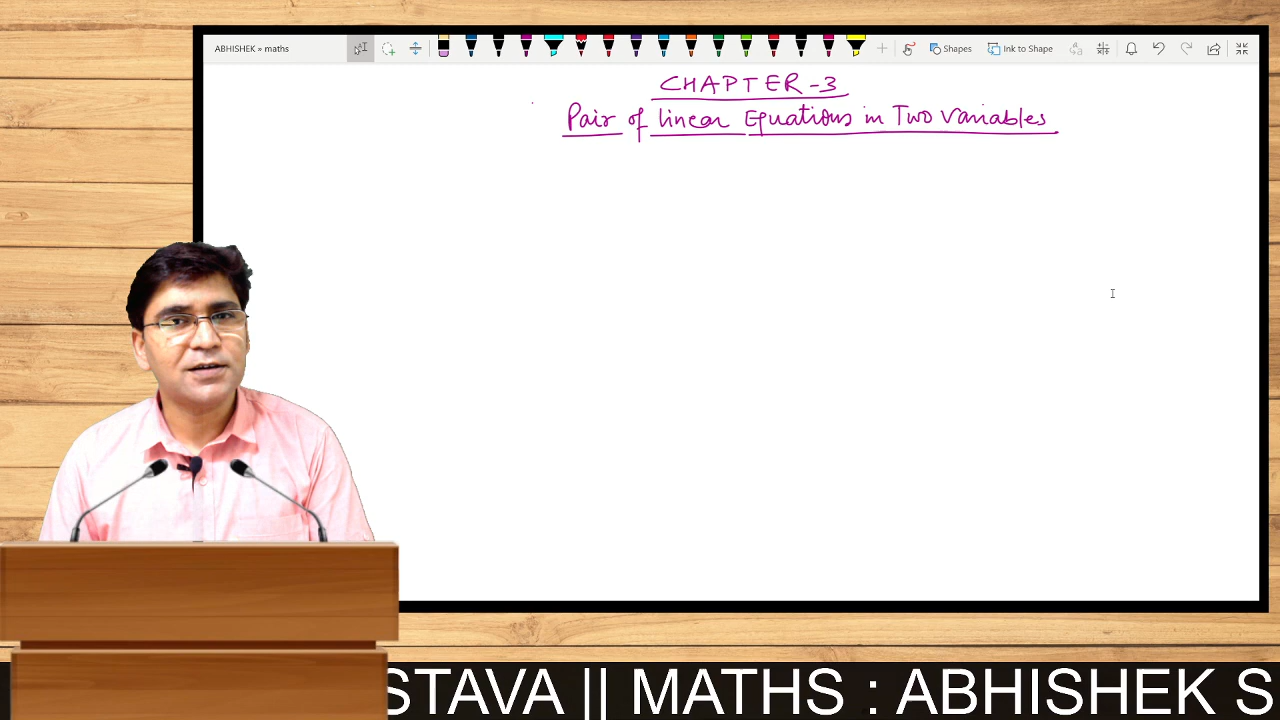 ABHISHEK » maths
Shapes
Ink to Shape
CHAPTER-3
Pair of linear Equations in Two variables
STAVA || MATHS : ABHISHEK S